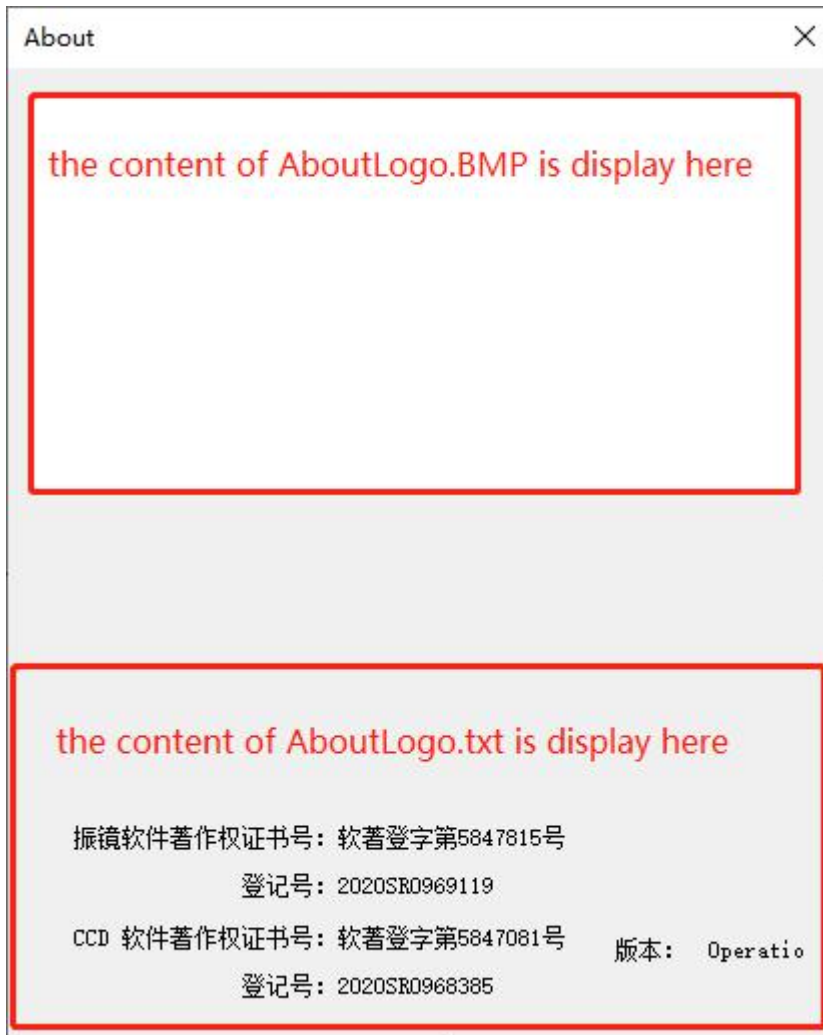 About
the content of AboutLogo.BMP is display here
the content of AboutLogo.txt is display here
振镜软件著作权证书号：软著登字第5847815号
登记号：2020SR0969119
CCD 软件著作权证书号：软著登字第5847081号
版本： Operatio
登记号：2020SR0968385